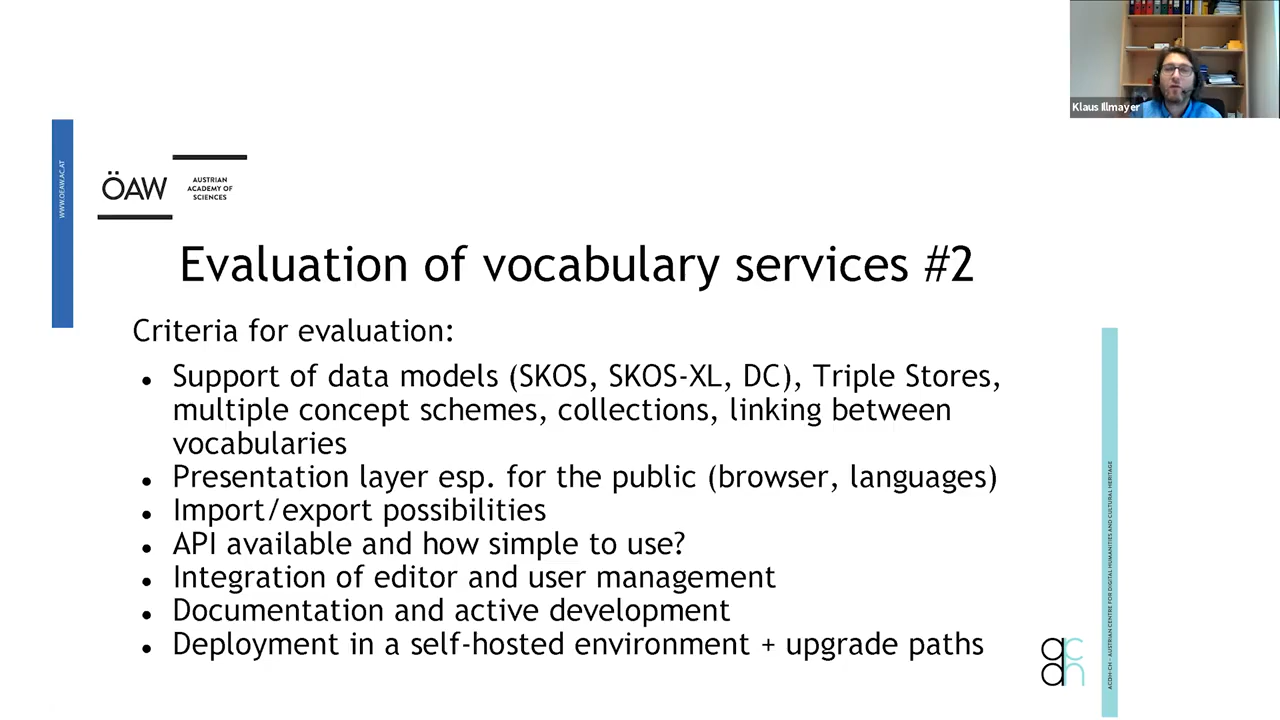 Klaus Illmayer
WWW.OEAW.AC.AT
ÖAW
AUSTRIAN
ACADEMY OF
SCIENCES
Evaluation of vocabulary services #2
Criteria for evaluation:
● Support of data models (SKOS, SKOS-XL, DC), Triple Stores,
multiple concept schemes, collections, linking between
vocabularies
● Presentation layer esp. for the public (browser, languages)
● Import/export possibilities
● API available and how simple to use?
● Integration of editor and user management
● Documentation and active development
● Deployment in a self-hosted environment + upgrade paths
ac
dh
ACDH-CH - AUSTRIAN CENTRE FOR DIGITAL HUMANITIES AND CULTURAL HERITAGE